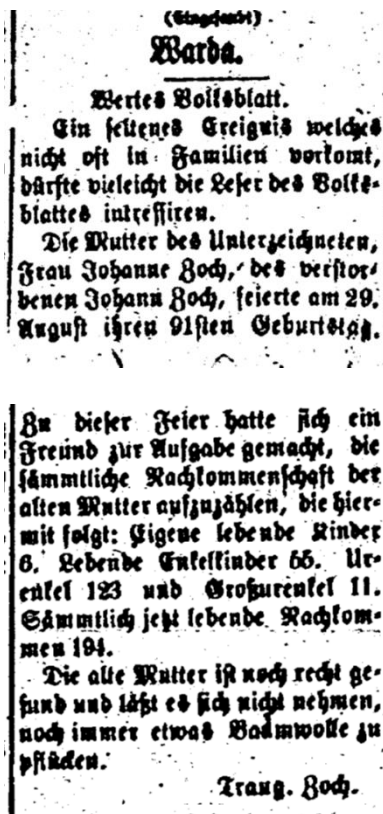 (Eingesandt)
Warda.
Wertes Volksblatt.
Ein seltenes Ereignis welches
nicht oft in Familien vorkomt,
dürfte vieleicht die Leser des Volks-
blattes intressiren.
Die Mutter des Unterzeichneten,
Frau Johanne Zoch, des verstor-
benen Johann Zoch, feierte am 29.
August ihren 91sten Geburtstag.
Zu dieser Feier hatte sich ein
Freund zur Aufgabe gemacht, die
sämmtliche Nachkommenschaft der
alten Mutter aufzuzählen, die hier-
mit folgt: Eigene lebende Kinder
6. Lebende Enkelkinder 55. Ur-
enkel 123 und Großurenkel 11.
Sämmtlich jetzt lebende Nachkom-
men 194.
Die alte Mutter ist noch recht ge-
sund und läßt es sich nicht nehmen,
noch immer etwas Baumwolle zu
pflücken.
Traug. Zoch.